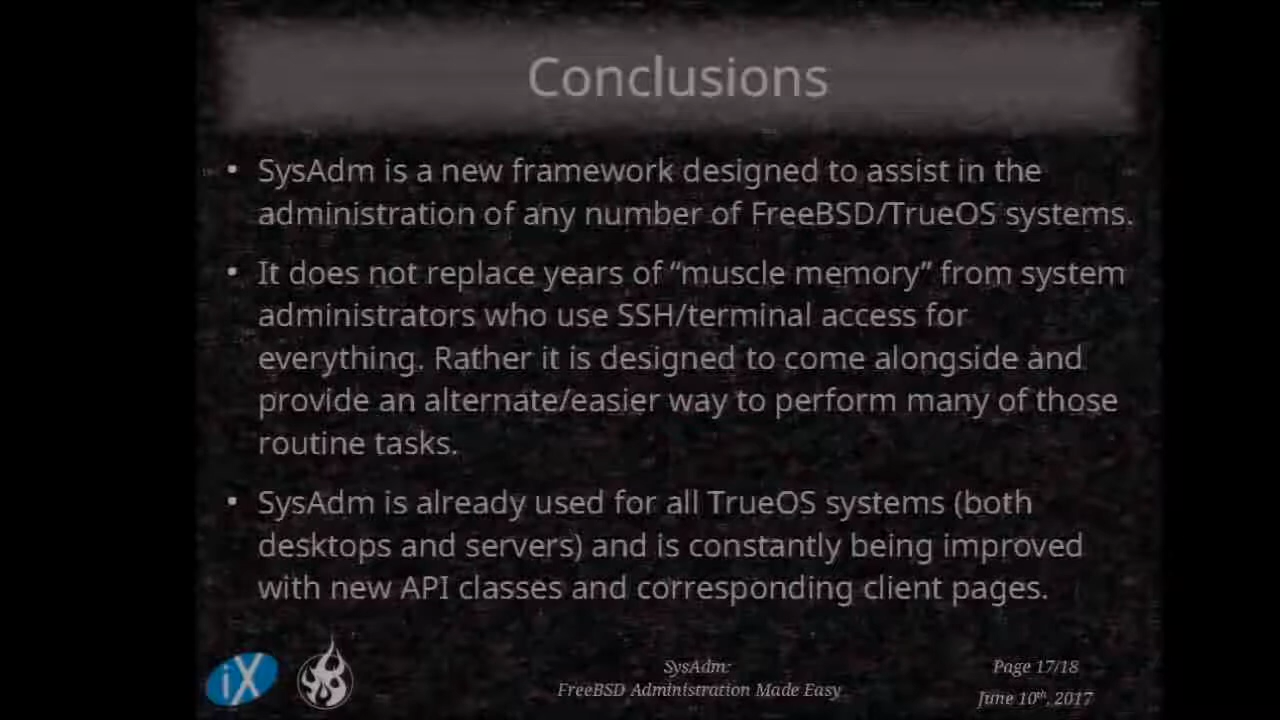 Conclusions
• SysAdm is a new framework designed to assist in the
administration of any number of FreeBSD/TrueOS systems.
• It does not replace years of “muscle memory” from system
administrators who use SSH/terminal access for
everything. Rather it is designed to come alongside and
provide an alternate/easier way to perform many of those
routine tasks.
• SysAdm is already used for all TrueOS systems (both
desktops and servers) and is constantly being improved
with new API classes and corresponding client pages.
iX
SysAdm:
FreeBSD Administration Made Easy
Page 17/18
June 10th, 2017